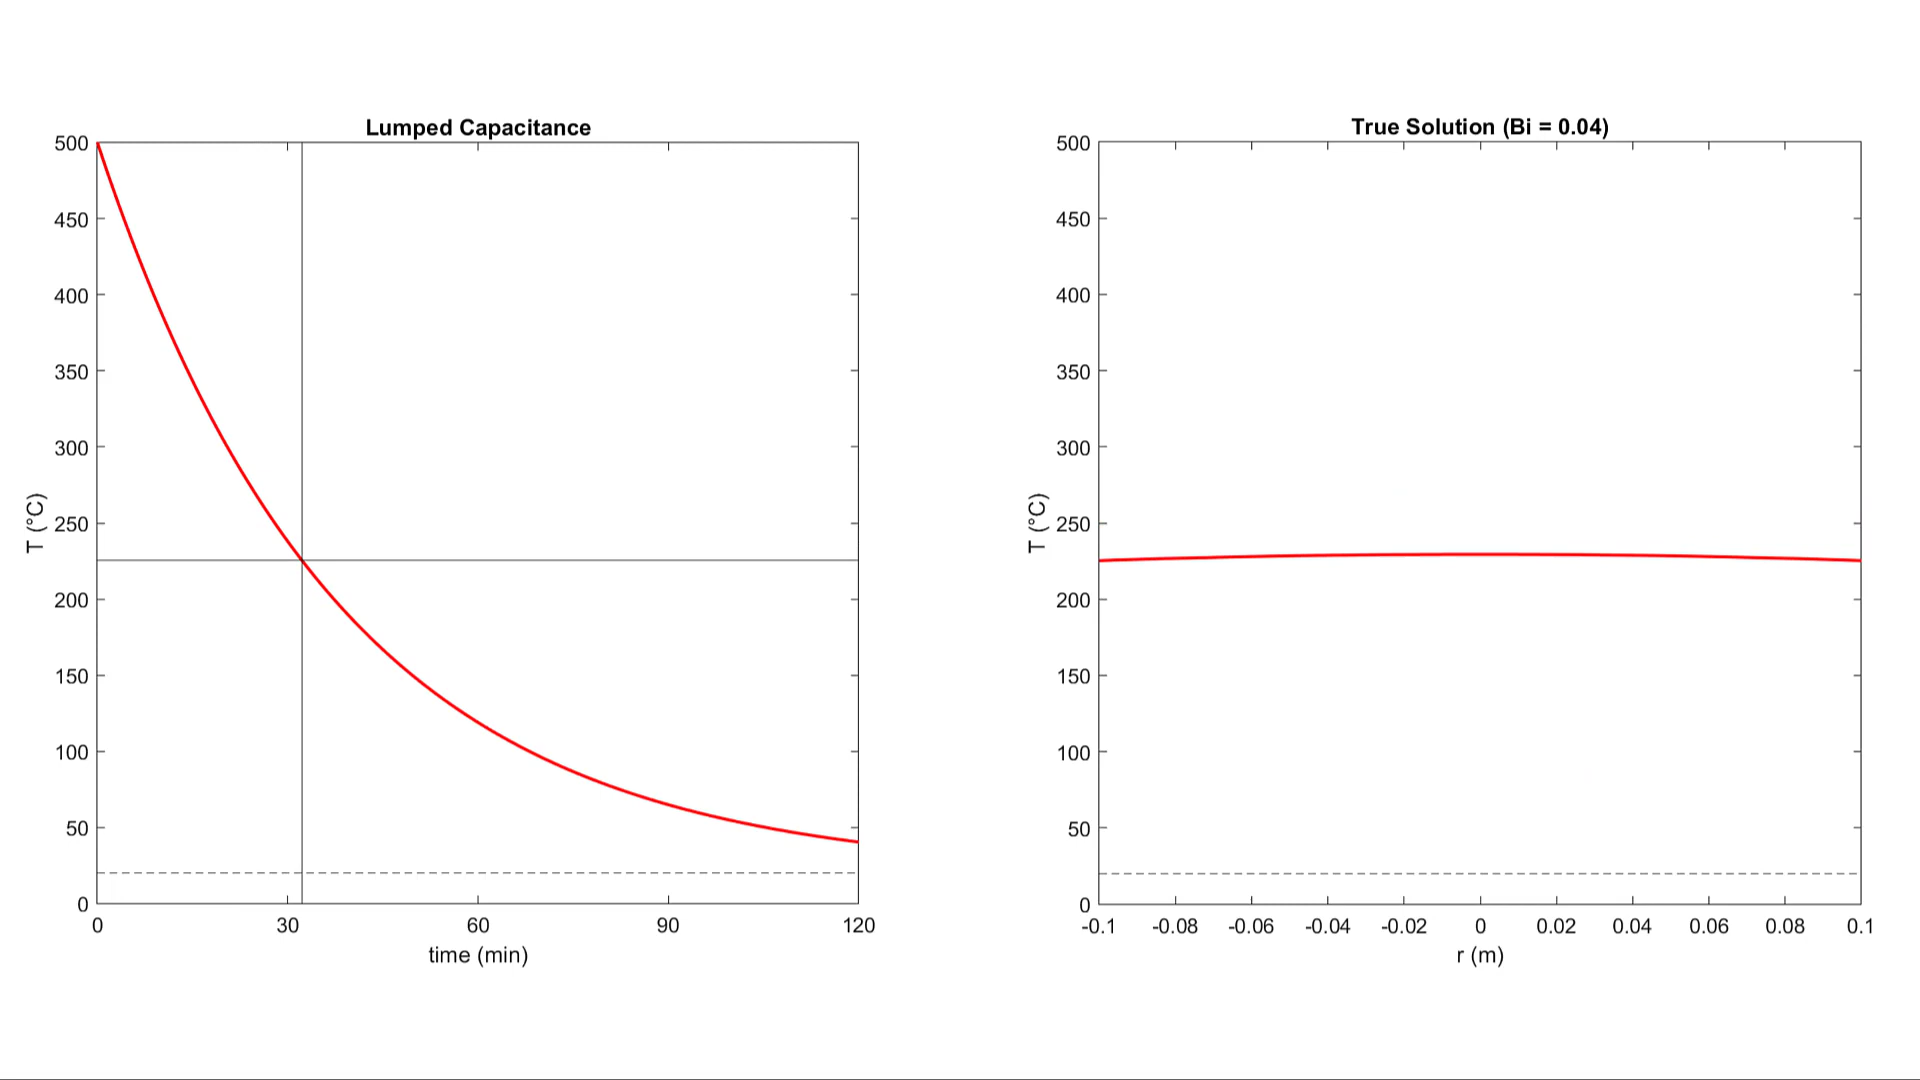 Lumped Capacitance
500
450
400
350
300
250
200
150
100
50
0
T (°C)
0 30 60 90 120
time (min)
True Solution (Bi = 0.04)
500
450
400
350
300
250
200
150
100
50
0
T (°C)
-0.1 -0.08 -0.06 -0.04 -0.02 0 0.02 0.04 0.06 0.08 0.1
r (m)